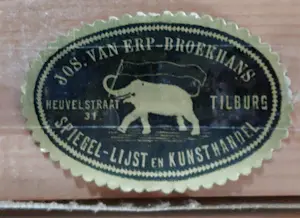 JOS. VAN ERP-BROEKHANS
HEUVELSTRAAT
31.
TILBURG
SPIEGEL-LIJST EN KUNSTHANDEL